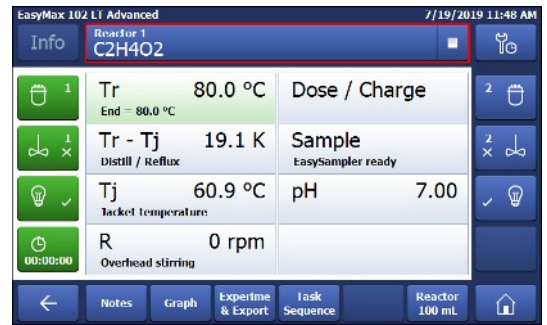 EasyMax 102 LT Advanced 7/19/2019 11:48 AM
Info
Reactor 1
C2H4O2
1
Tr 80.0 °C
End = 80.0 °C
Dose / Charge
2
1
Tr - Tj 19.1 K
Distill / Reflux
Sample
EasySampler ready
2
Tj 60.9 °C
Jacket temperature
pH 7.00
00:00:00
R 0 rpm
Overhead stirring
Notes
Graph
Experime
& Export
Task
Sequence
Reactor
100 mL